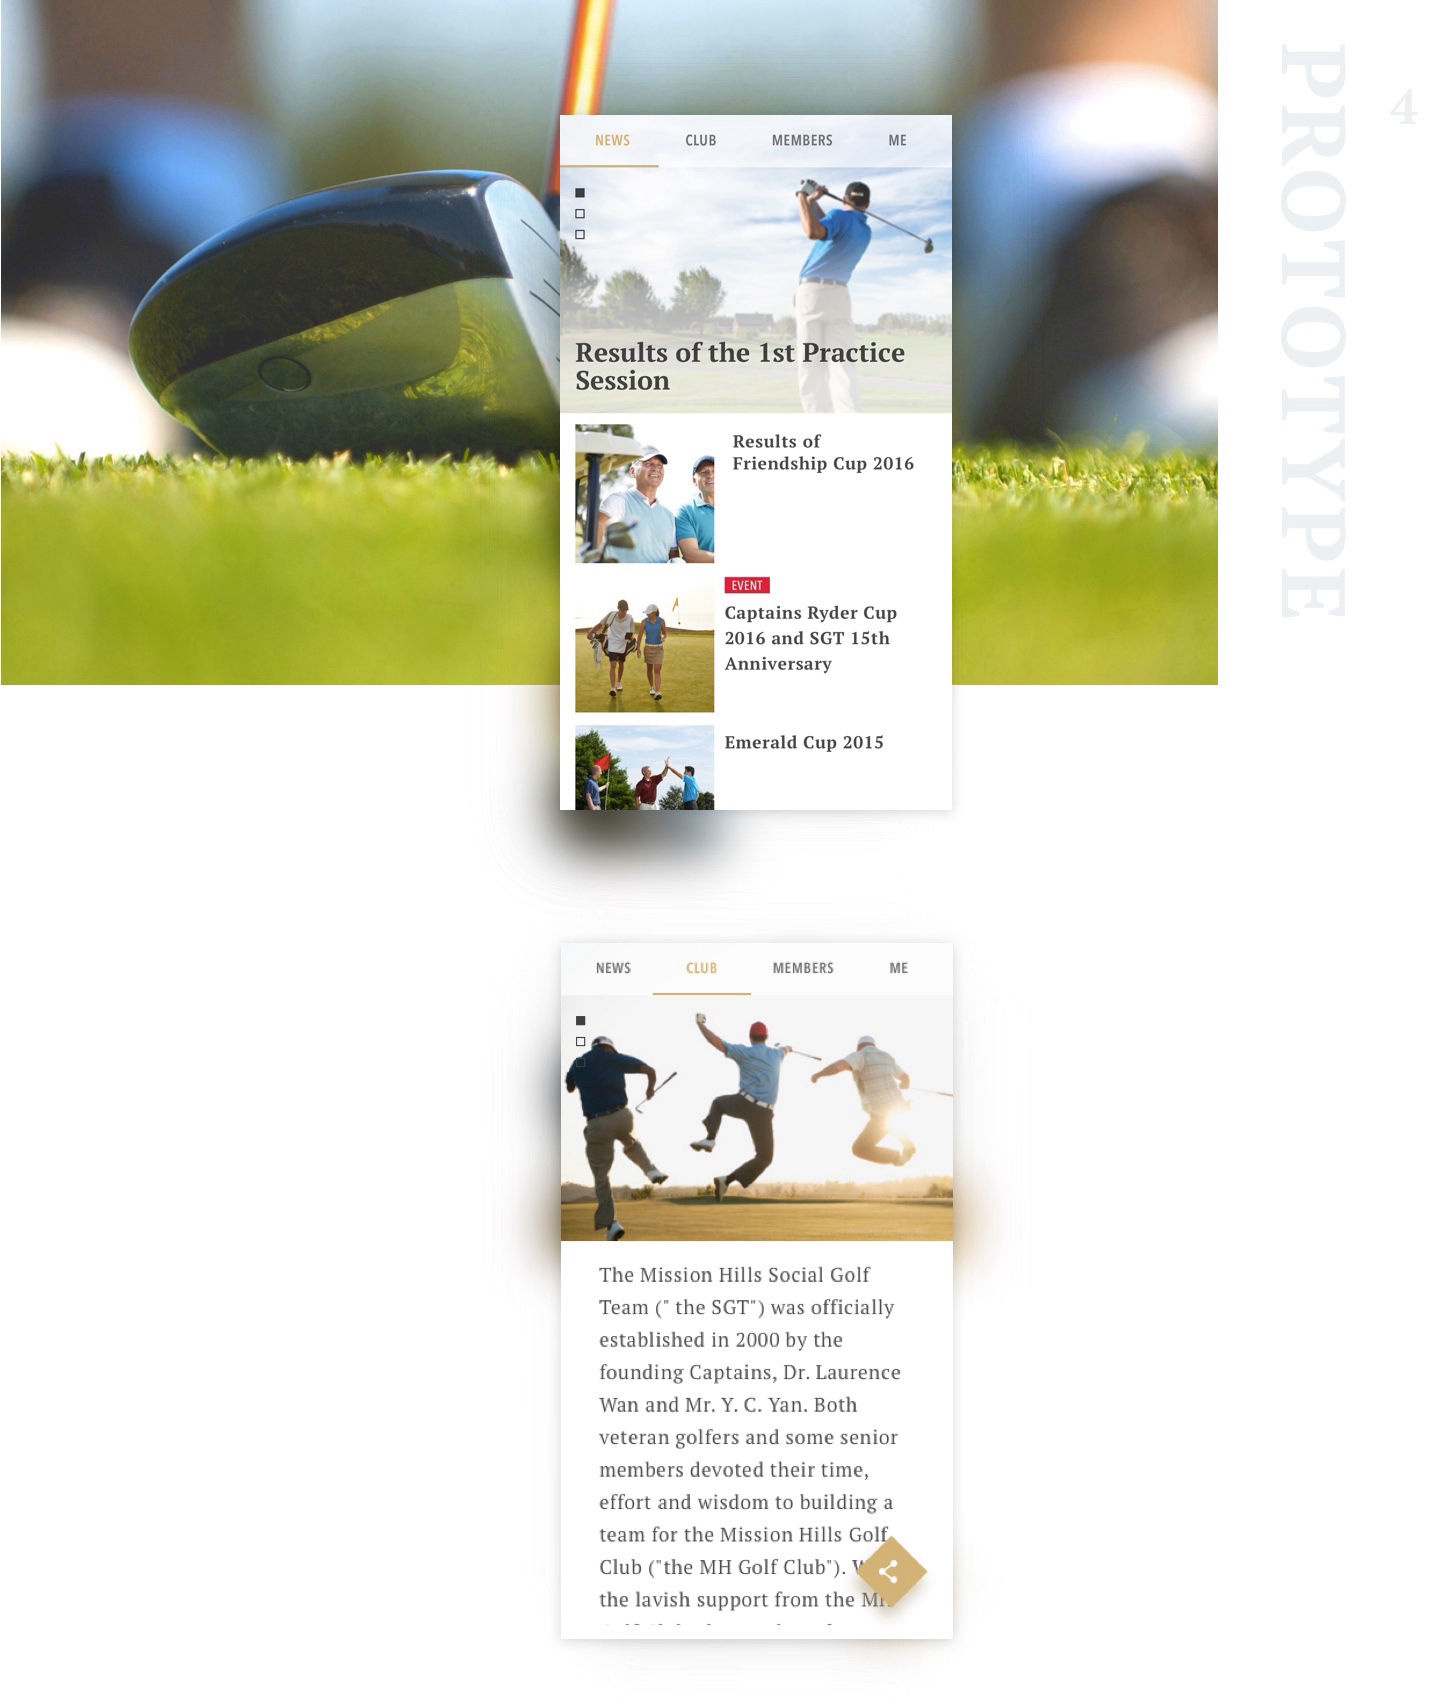 PROTOTYPE
4
NEWS CLUB MEMBERS ME
Results of the 1st Practice
Session
Results of
Friendship Cup 2016
EVENT
Captains Ryder Cup
2016 and SGT 15th
Anniversary
Emerald Cup 2015
NEWS CLUB MEMBERS ME
The Mission Hills Social Golf
Team (" the SGT") was officially
established in 2000 by the
founding Captains, Dr. Laurence
Wan and Mr. Y. C. Yan. Both
veteran golfers and some senior
members devoted their time,
effort and wisdom to building a
team for the Mission Hills Golf
Club ("the MH Golf Club").
the lavish support from the